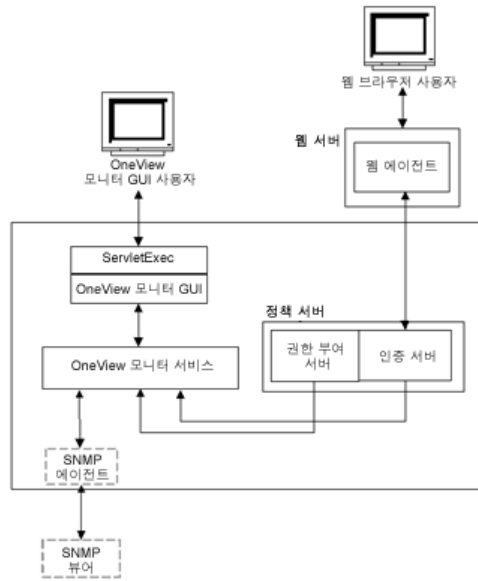 웹 브라우저 사용자
웹 서버
웹 에이전트
OneView
모니터 GUI 사용자
ServletExec
OneView 모니터 GUI
정책 서버
권한 부여
서버
인증 서버
OneView 모니터 서비스
SNMP
에이전트
SNMP
뷰어